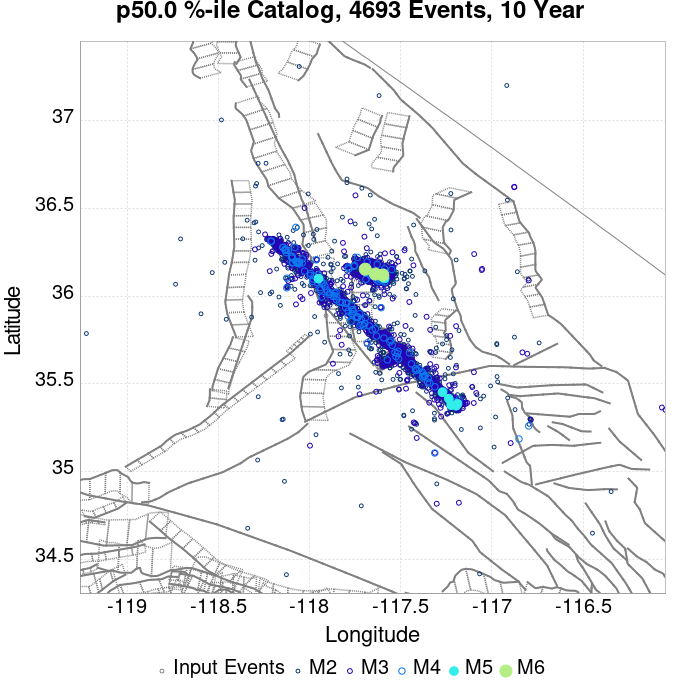 p50.0 %-ile Catalog, 4693 Events, 10 Year
37
36.5
36
35.5
35
34.5
Latitude
-119 -118.5 -118 -117.5 -117 -116.5
Longitude
Input Events M2 M3 M4 M5 M6